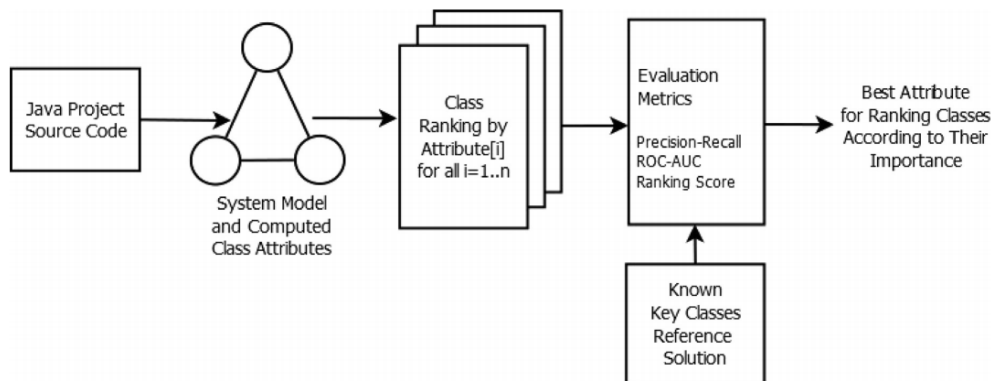 Java Project
Source Code
System Model
and Computed
Class Attributes
Class
Ranking by
Attribute[i]
for all i=1..n
Evaluation
Metrics
Precision-Recall
ROC-AUC
Ranking Score
Known
Key Classes
Reference
Solution
Best Attribute
for Ranking Classes
According to Their
Importance